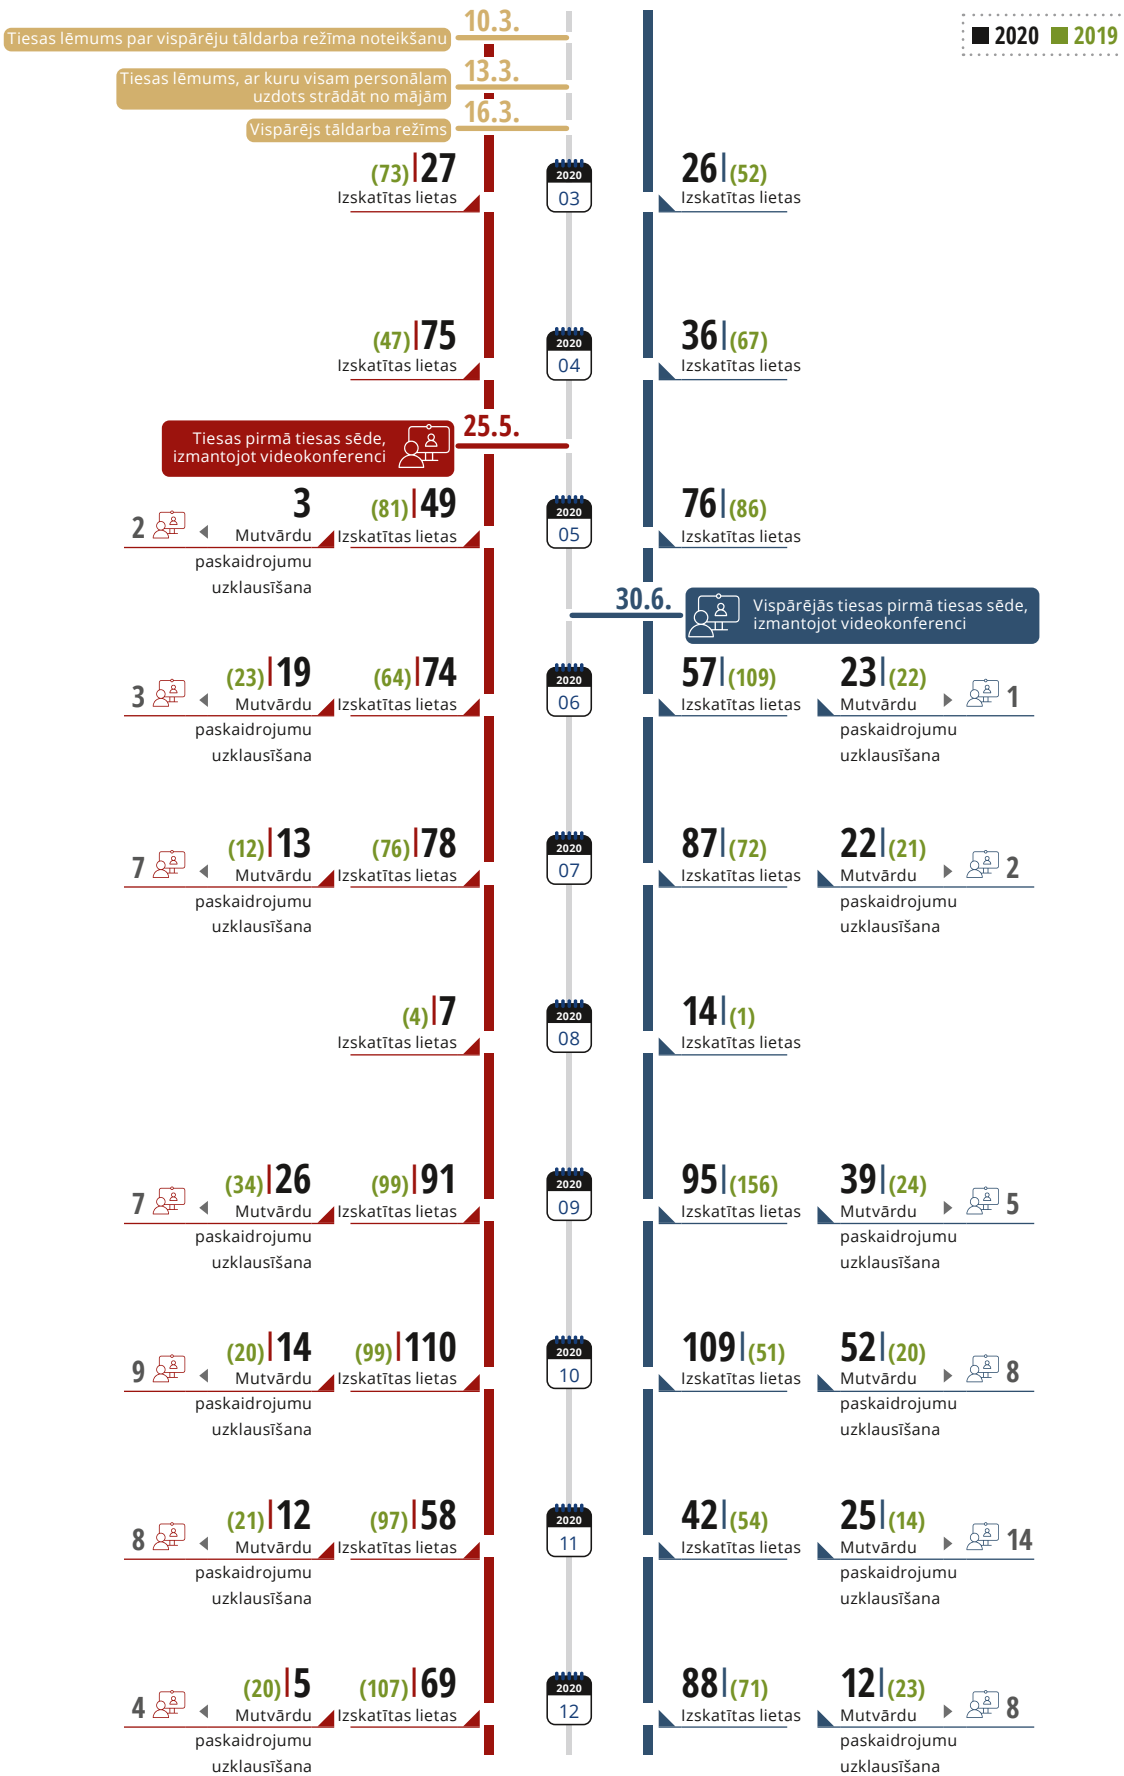 2020 2019
10.3.
Tiesas lēmums par vispārēju tāldarba režīma noteikšanu
13.3.
Tiesas lēmums, ar kuru visam personālam
uzdots strādāt no mājām
16.3.
Vispārējs tāldarba režīms
(73) 27
Izskatītas lietas
2020
03
26 (52)
Izskatītas lietas
(47) 75
Izskatītas lietas
2020
04
36 (67)
Izskatītas lietas
25.5.
Tiesas pirmā tiesas sēde,
izmantojot videokonferenci
2
3
Mutvārdu
paskaidrojumu
uzklausīšana
(81) 49
Izskatītas lietas
2020
05
76 (86)
Izskatītas lietas
30.6.
Vispārējās tiesas pirmā tiesas sēde,
izmantojot videokonferenci
3
(23) 19
Mutvārdu
paskaidrojumu
uzklausīšana
(64) 74
Izskatītas lietas
2020
06
57 (109)
Izskatītas lietas
23 (22)
Mutvārdu
paskaidrojumu
uzklausīšana
1
7
(12) 13
Mutvārdu
paskaidrojumu
uzklausīšana
(76) 78
Izskatītas lietas
2020
07
87 (72)
Izskatītas lietas
22 (21)
Mutvārdu
paskaidrojumu
uzklausīšana
2
(4) 7
Izskatītas lietas
2020
08
14 (1)
Izskatītas lietas
7
(34) 26
Mutvārdu
paskaidrojumu
uzklausīšana
(99) 91
Izskatītas lietas
2020
09
95 (156)
Izskatītas lietas
39 (24)
Mutvārdu
paskaidrojumu
uzklausīšana
5
9
(20) 14
Mutvārdu
paskaidrojumu
uzklausīšana
(99) 110
Izskatītas lietas
2020
10
109 (51)
Izskatītas lietas
52 (20)
Mutvārdu
paskaidrojumu
uzklausīšana
8
8
(21) 12
Mutvārdu
paskaidrojumu
uzklausīšana
(97) 58
Izskatītas lietas
2020
11
42 (54)
Izskatītas lietas
25 (14)
Mutvārdu
paskaidrojumu
uzklausīšana
14
4
(20) 5
Mutvārdu
paskaidrojumu
uzklausīšana
(107) 69
Izskatītas lietas
2020
12
88 (71)
Izskatītas lietas
12 (23)
Mutvārdu
paskaidrojumu
uzklausīšana
8